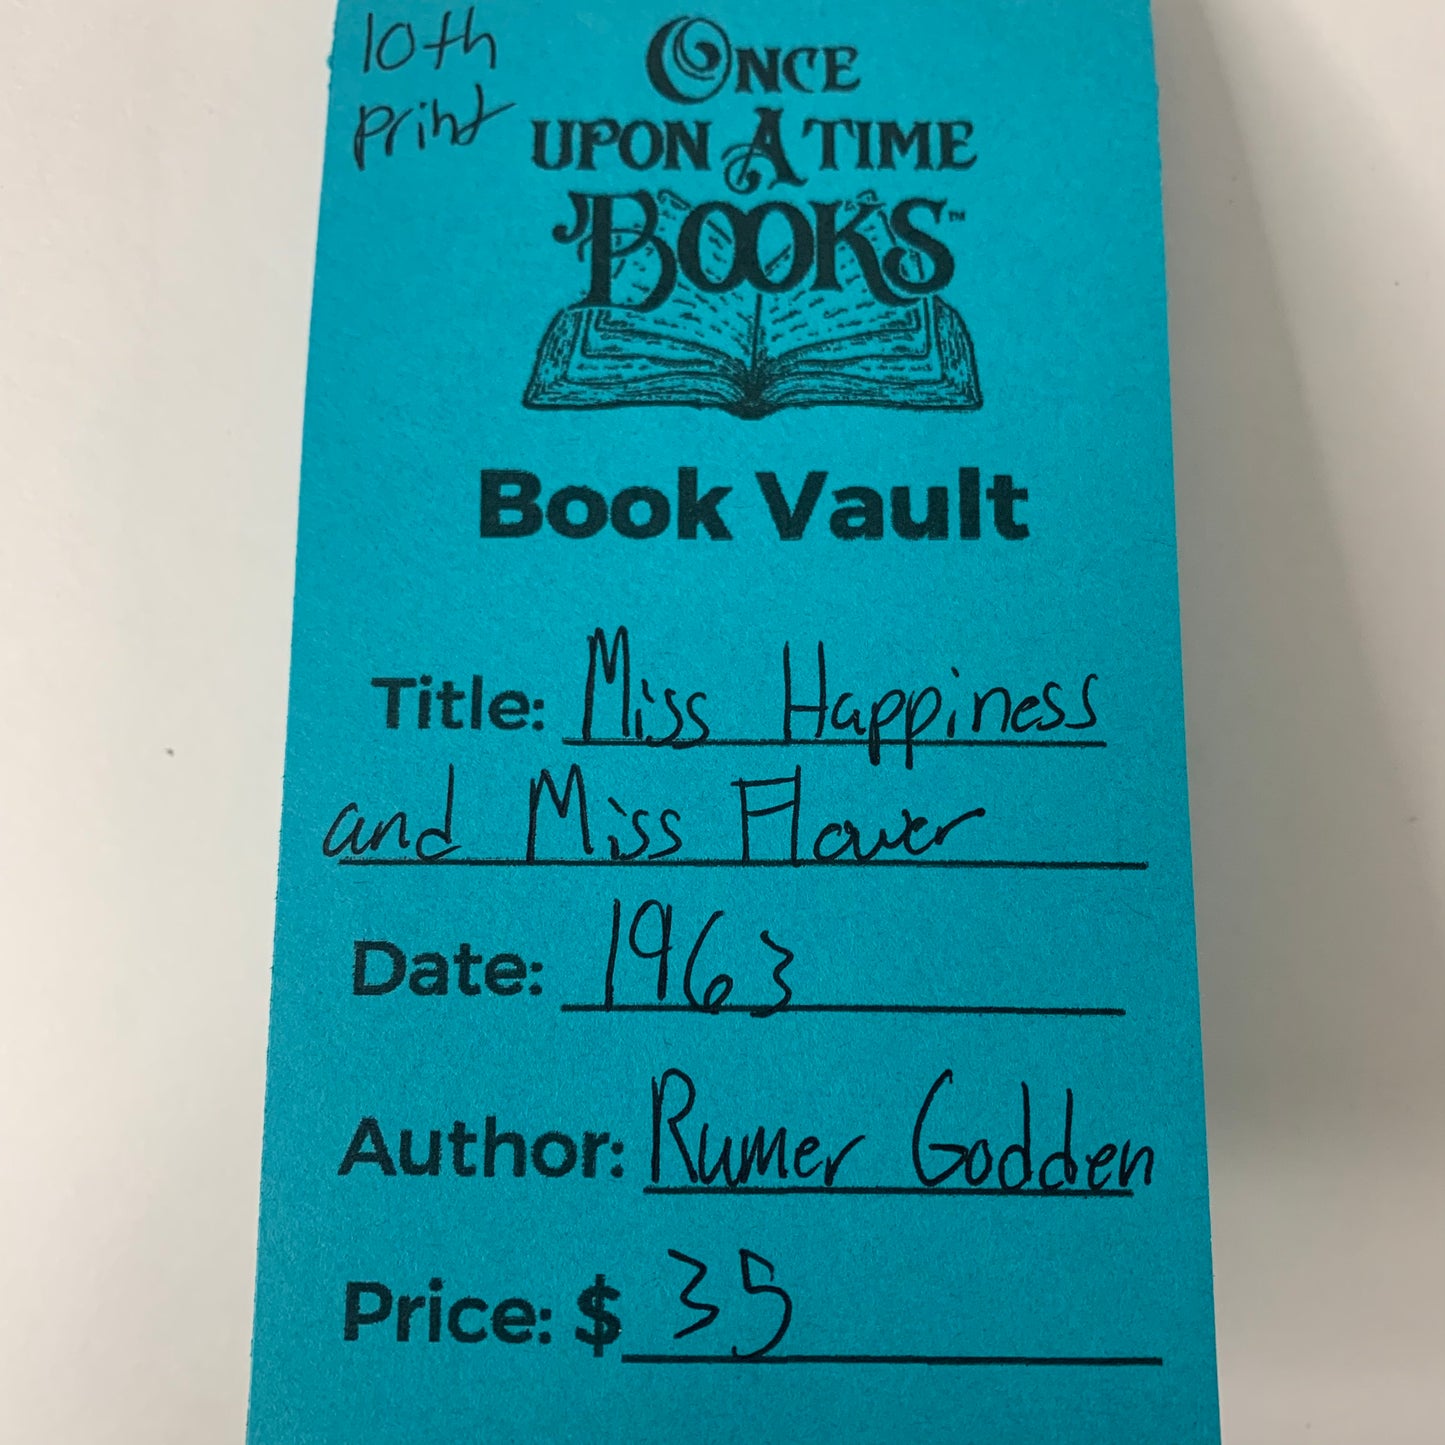 10th
print
ONCE
UPON A TIME
BOOKS™
Book Vault
Title: Miss Happiness
and Miss Flower
Date: 1963
Author: Rumer Godden
Price: $ 35